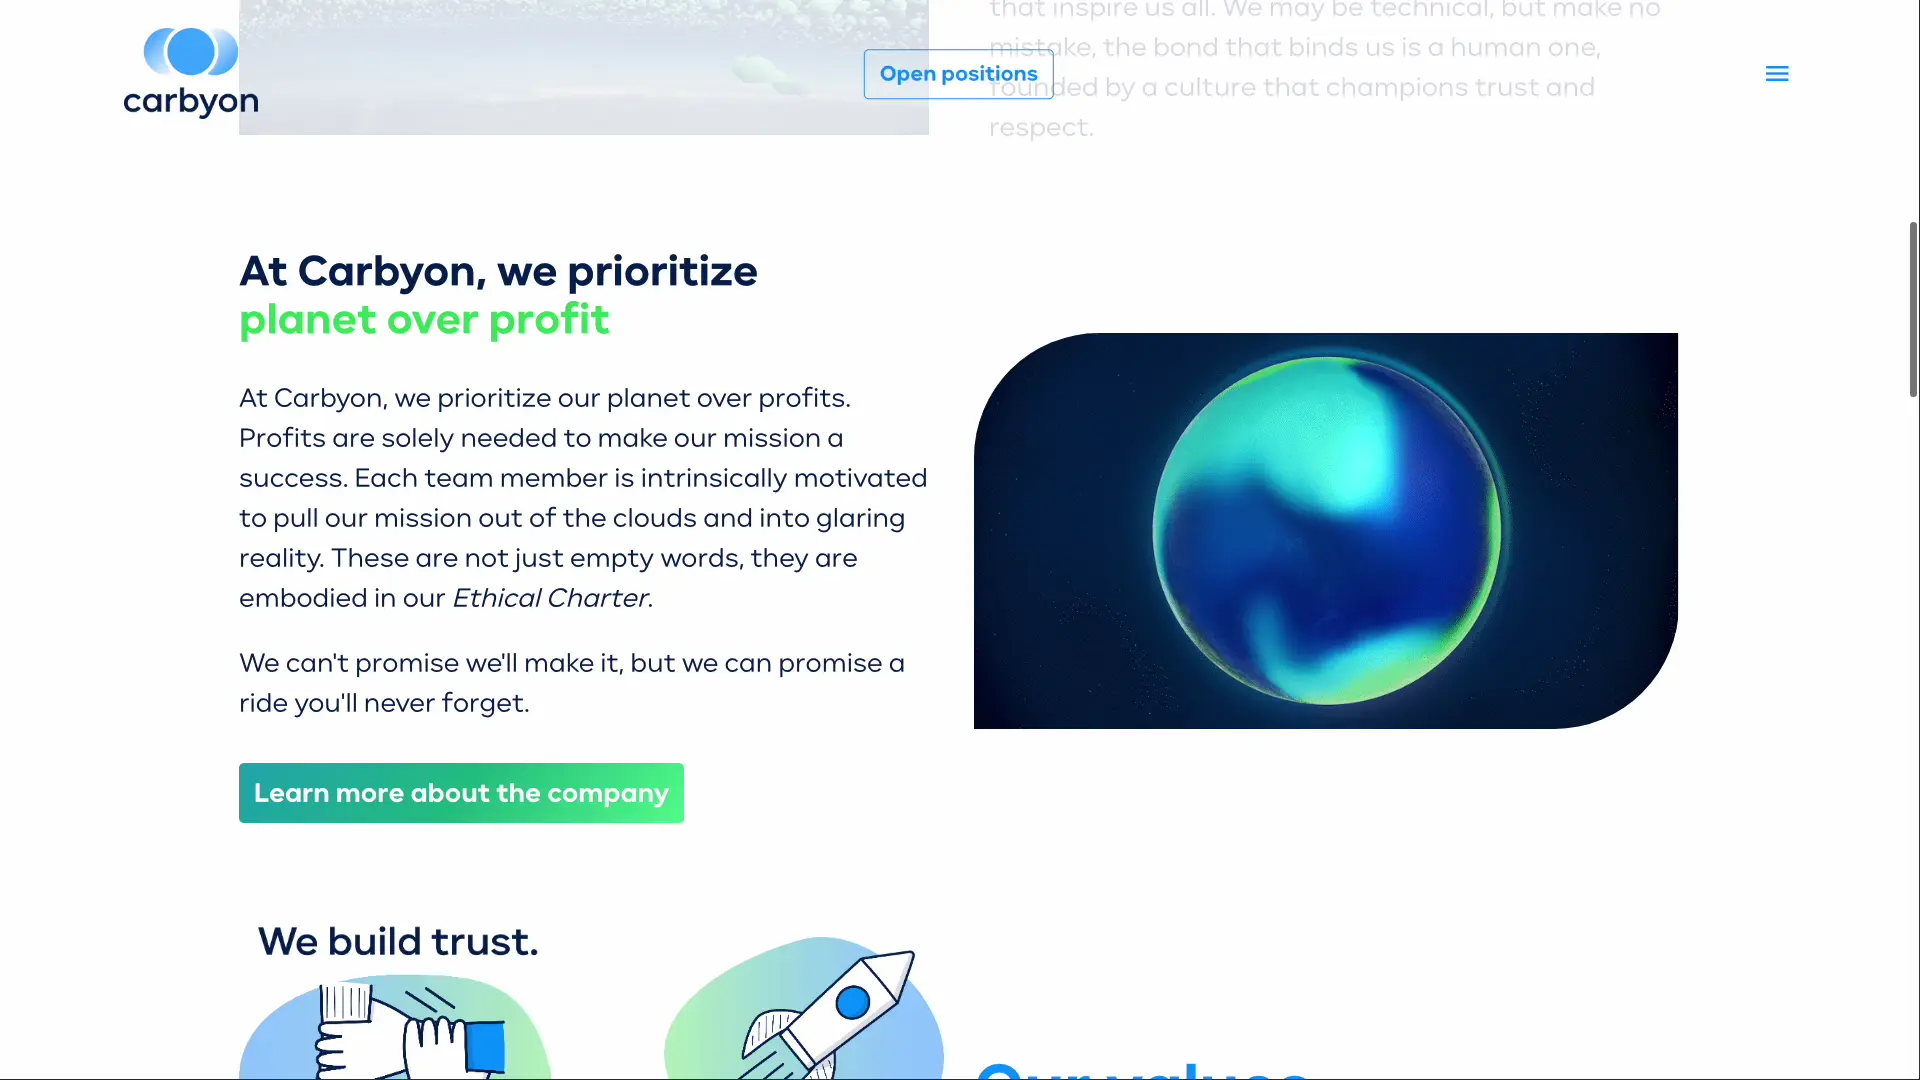 that inspire us all. We may be technical, but make no
mistake, the bond that binds us is a human one,
founded by a culture that champions trust and
respect.
carbyon
Open positions
At Carbyon, we prioritize
planet over profit
At Carbyon, we prioritize our planet over profits.
Profits are solely needed to make our mission a
success. Each team member is intrinsically motivated
to pull our mission out of the clouds and into glaring
reality. These are not just empty words, they are
embodied in our Ethical Charter.
We can't promise we'll make it, but we can promise a
ride you'll never forget.
Learn more about the company
We build trust.
Our values